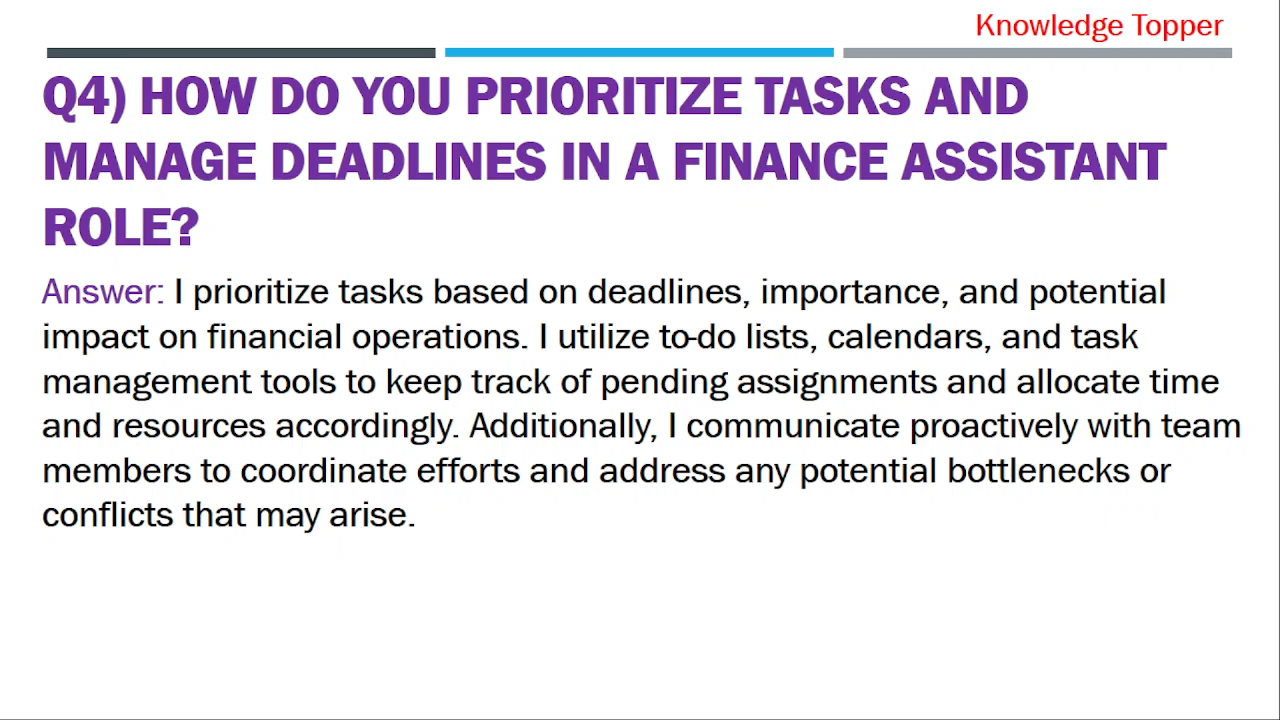 Knowledge Topper
Q4) HOW DO YOU PRIORITIZE TASKS AND
MANAGE DEADLINES IN A FINANCE ASSISTANT
ROLE?
Answer: I prioritize tasks based on deadlines, importance, and potential
impact on financial operations. I utilize to-do lists, calendars, and task
management tools to keep track of pending assignments and allocate time
and resources accordingly. Additionally, I communicate proactively with team
members to coordinate efforts and address any potential bottlenecks or
conflicts that may arise.